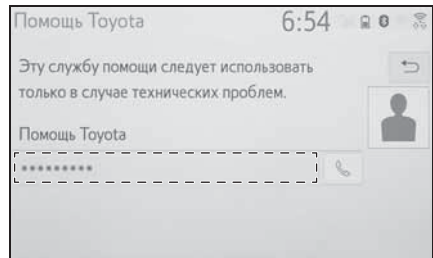 Помощь Toyota 6:54
Эту службу помощи следует использовать
только в случае технических проблем.
Помощь Toyota
*********